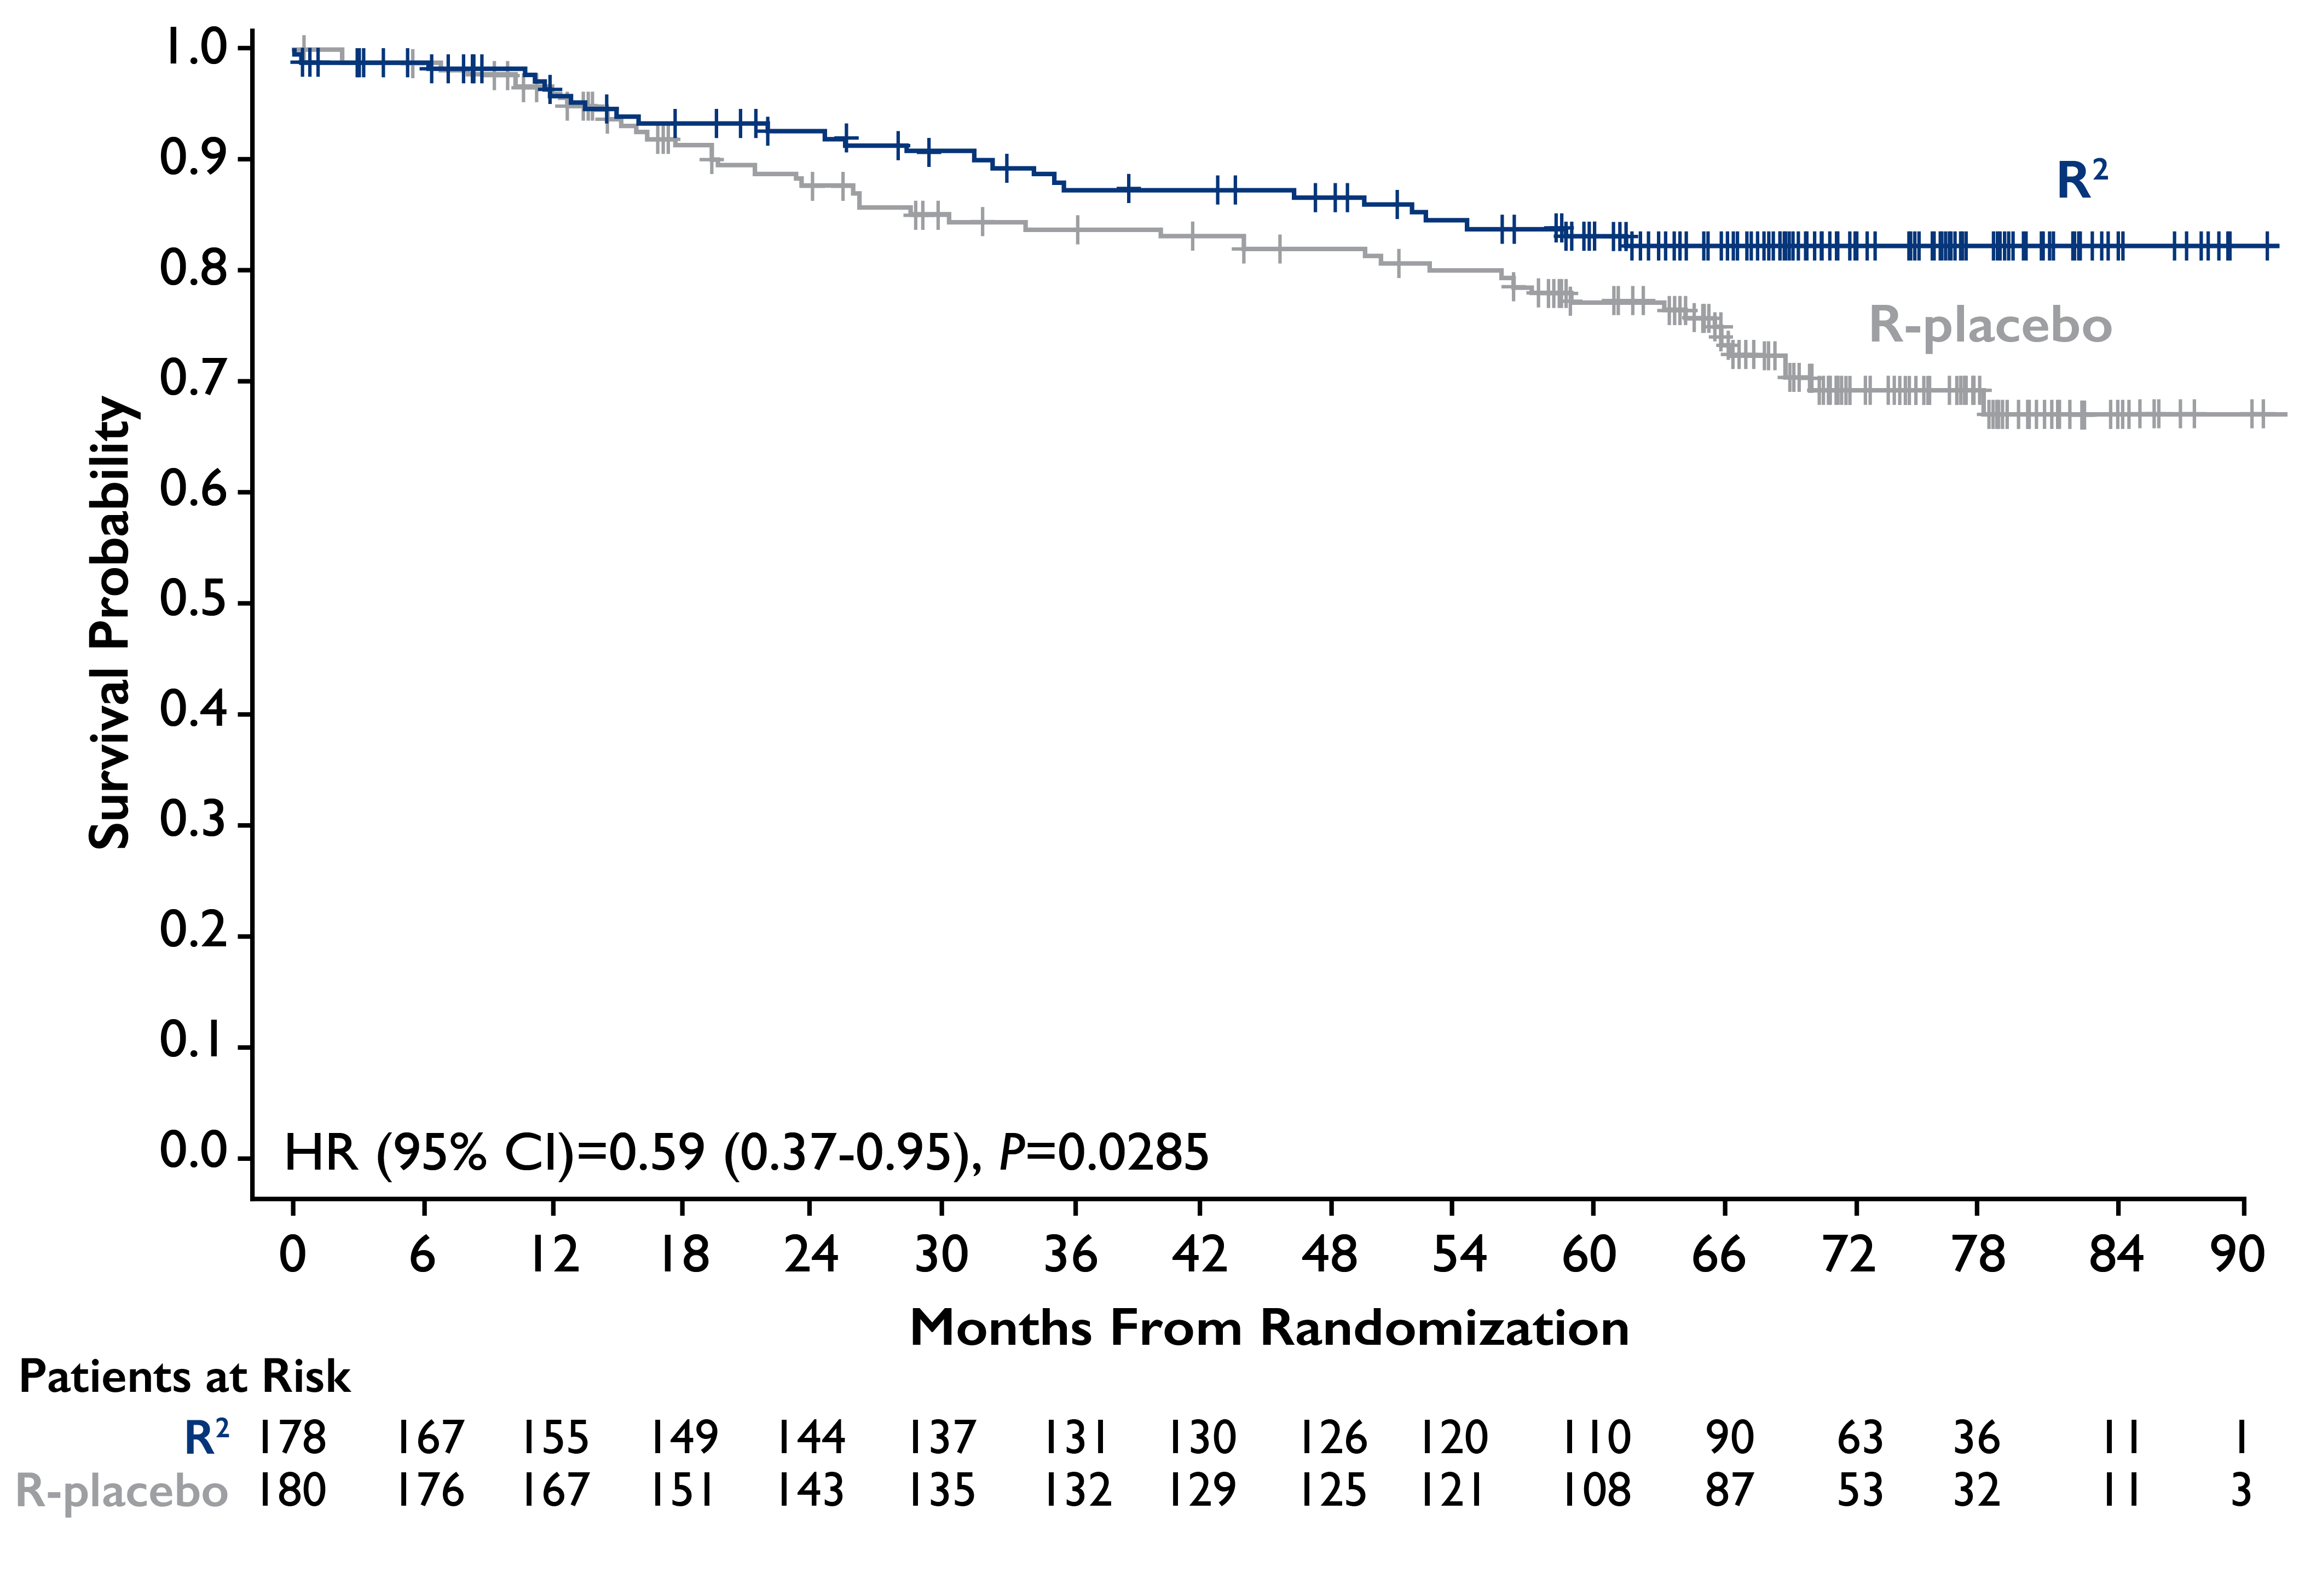 1.0
0.9
0.8
0.7
0.6
0.5
0.4
0.3
0.2
0.1
0.0
Survival Probability
R²
R-placebo
HR (95% CI)=0.59 (0.37-0.95), P=0.0285
0 6 12 18 24 30 36 42 48 54 60 66 72 78 84 90
Months From Randomization
Patients at Risk
R² 178 167 155 149 144 137 131 130 126 120 110 90 63 36 11 1
R-placebo 180 176 167 151 143 135 132 129 125 121 108 87 53 32 11 3